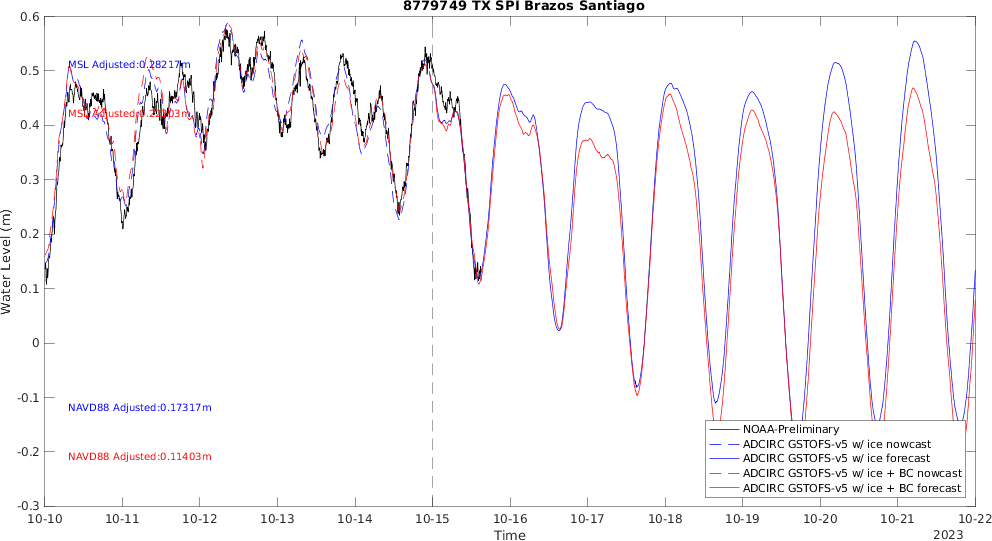 8779749 TX SPI Brazos Santiago
0.6
0.5
0.4
0.3
0.2
0.1
0
-0.1
-0.2
-0.3
Water Level (m)
MSL Adjusted:0.28217m
NAVD88 Adjusted:0.17317m
NAVD88 Adjusted:0.11403m
NOAA-Preliminary
ADCIRC GSTOFS-v5 w/ ice nowcast
ADCIRC GSTOFS-v5 w/ ice forecast
ADCIRC GSTOFS-v5 w/ ice + BC nowcast
ADCIRC GSTOFS-v5 w/ ice + BC forecast
10-10 10-11 10-12 10-13 10-14 10-15 10-16 10-17 10-18 10-19 10-20 10-21 10-22
Time
2023